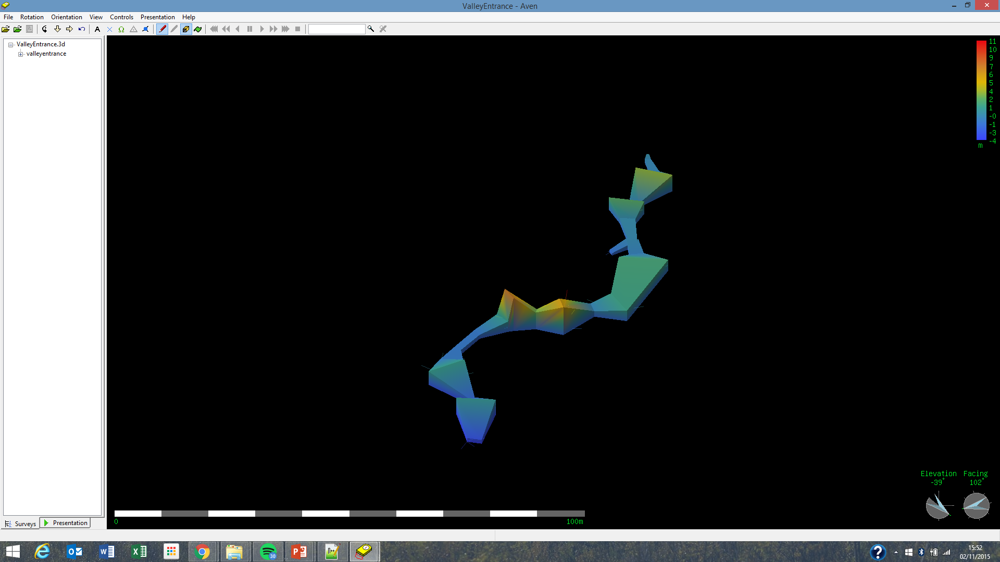 ValleyEntrance - Aven
File Rotation Orientation View Controls Presentation Help
ValleyEntrance.3d
valleyentrance
11
10
9
7
6
5
4
2
1
-0
-1
-3
-4
m
Elevation Facing
-39° 102°
0 100m
Surveys Presentation
30
15:52
02/11/2015